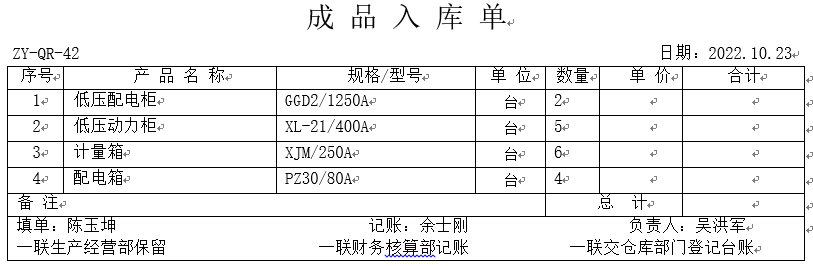 成 品 入 库 单
ZY-QR-42 日期：2022.10.23
序号 产 品 名 称 规格/型号 单 位 数量 单 价 合计
1 低压配电柜 GGD2/1250A 台 2
2 低压动力柜 XL-21/400A 台 5
3 计量箱 XJM/250A 台 6
4 配电箱 PZ30/80A 台 4
备 注 总 计
填单：陈玉坤 记账：余士刚 负责人：吴洪军
一联生产经营部保留 一联财务核算部记账 一联交仓库部门登记台账